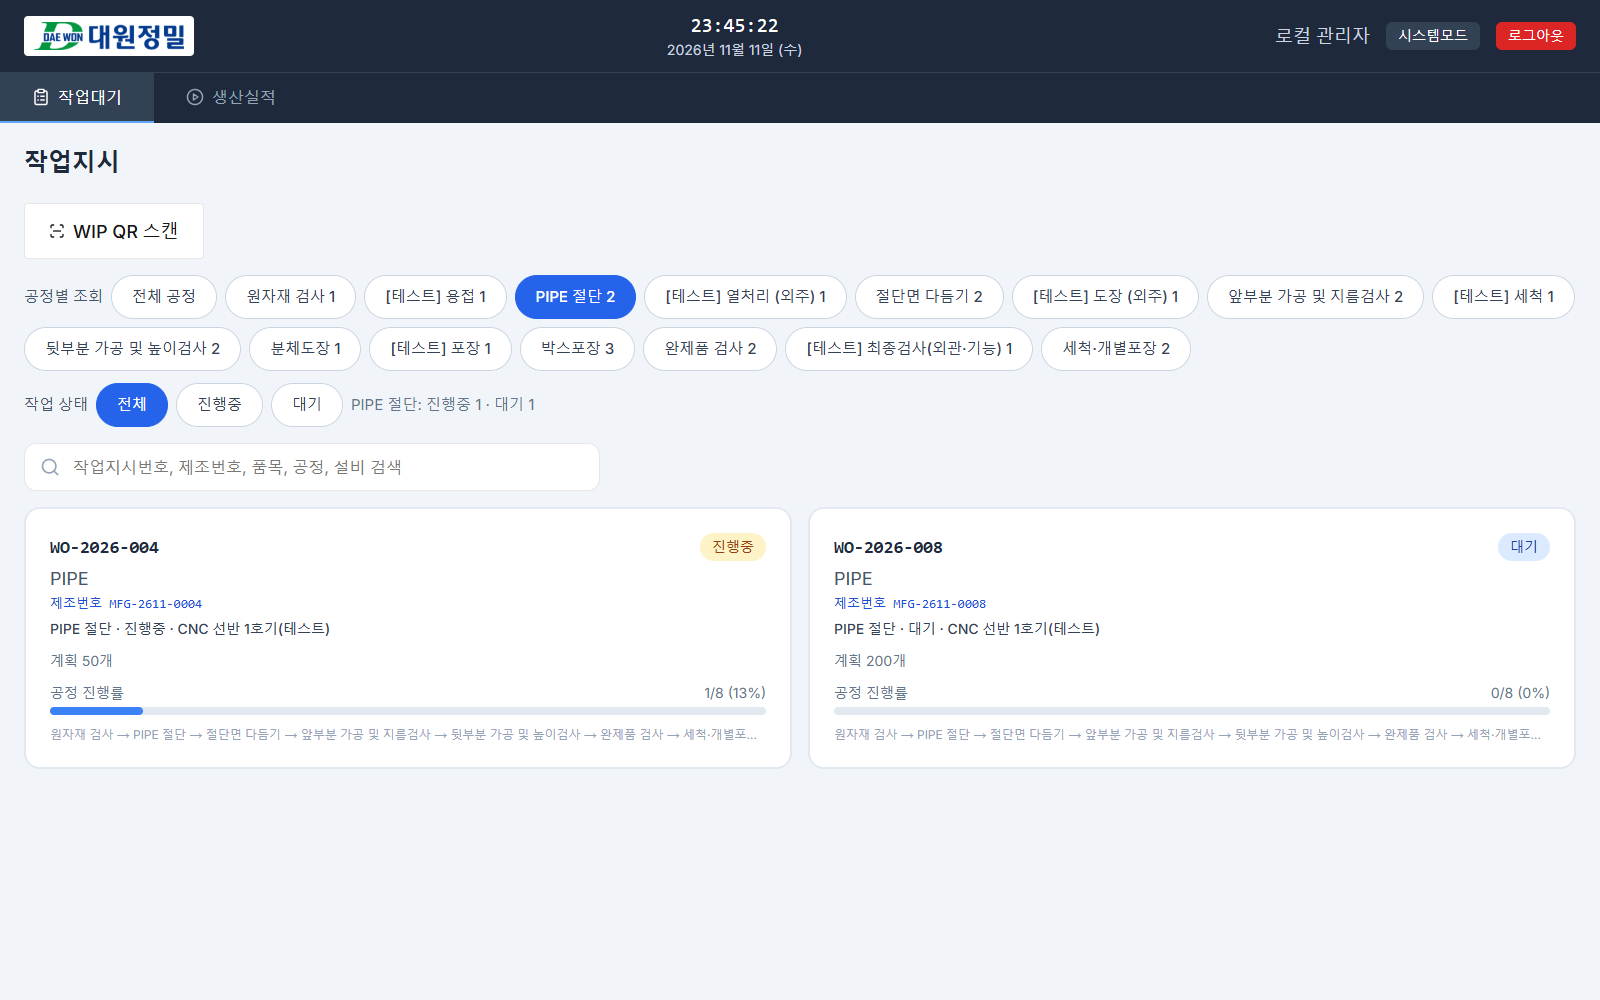 DAE WON 대원정밀
23:45:22
2026년 11월 11일 (수)
로컬 관리자
시스템모드
로그아웃
작업대기
생산실적
작업지시
WIP QR 스캔
공정별 조회
전체 공정
원자재 검사 1
[테스트] 용접 1
PIPE 절단 2
[테스트] 열처리 (외주) 1
절단면 다듬기 2
[테스트] 도장 (외주) 1
앞부분 가공 및 지름검사 2
[테스트] 세척 1
뒷부분 가공 및 높이검사 2
분체도장 1
[테스트] 포장 1
박스포장 3
완제품 검사 2
[테스트] 최종검사(외관·기능) 1
세척·개별포장 2
작업 상태
전체
진행중
대기
PIPE 절단: 진행중 1 · 대기 1
작업지시번호, 제조번호, 품목, 공정, 설비 검색
WO-2026-004
진행중
PIPE
제조번호 MFG-2611-0004
PIPE 절단 · 진행중 · CNC 선반 1호기(테스트)
계획 50개
공정 진행률
1/8 (13%)
원자재 검사 → PIPE 절단 → 절단면 다듬기 → 앞부분 가공 및 지름검사 → 뒷부분 가공 및 높이검사 → 완제품 검사 → 세척·개별포...
WO-2026-008
대기
PIPE
제조번호 MFG-2611-0008
PIPE 절단 · 대기 · CNC 선반 1호기(테스트)
계획 200개
공정 진행률
0/8 (0%)
원자재 검사 → PIPE 절단 → 절단면 다듬기 → 앞부분 가공 및 지름검사 → 뒷부분 가공 및 높이검사 → 완제품 검사 → 세척·개별포...